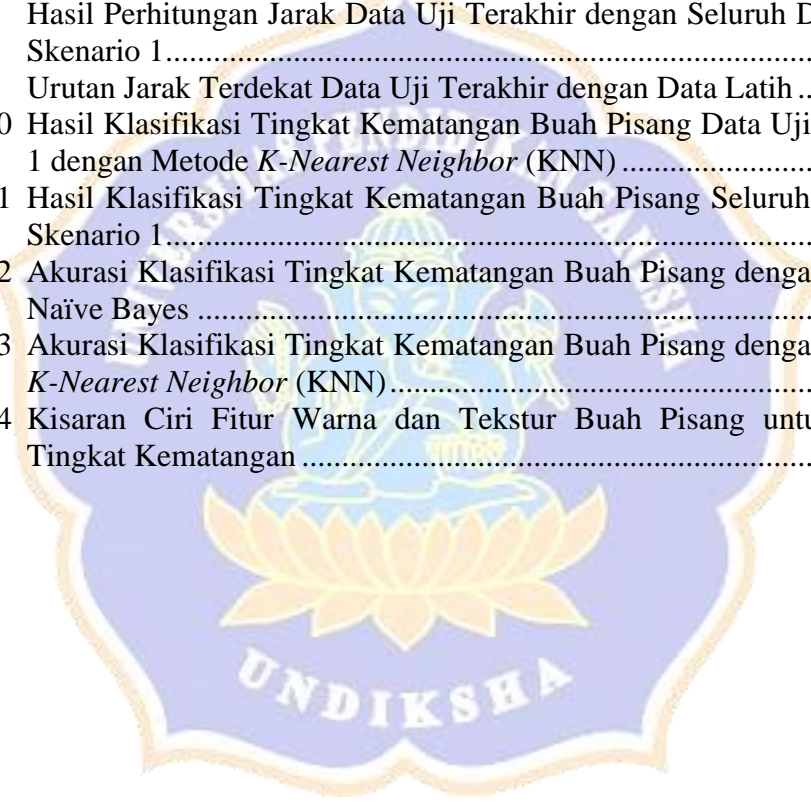 Hasil Perhitungan Jarak Data Uji Terakhir dengan Seluruh D
Skenario 1
Urutan Jarak Terdekat Data Uji Terakhir dengan Data Latih
0 Hasil Klasifikasi Tingkat Kematangan Buah Pisang Data Uji
1 dengan Metode K-Nearest Neighbor (KNN)
1 Hasil Klasifikasi Tingkat Kematangan Buah Pisang Seluruh
Skenario 1
2 Akurasi Klasifikasi Tingkat Kematangan Buah Pisang denga
Naïve Bayes
3 Akurasi Klasifikasi Tingkat Kematangan Buah Pisang denga
K-Nearest Neighbor (KNN)
4 Kisaran Ciri Fitur Warna dan Tekstur Buah Pisang untu
Tingkat Kematangan
UNDIKSHA